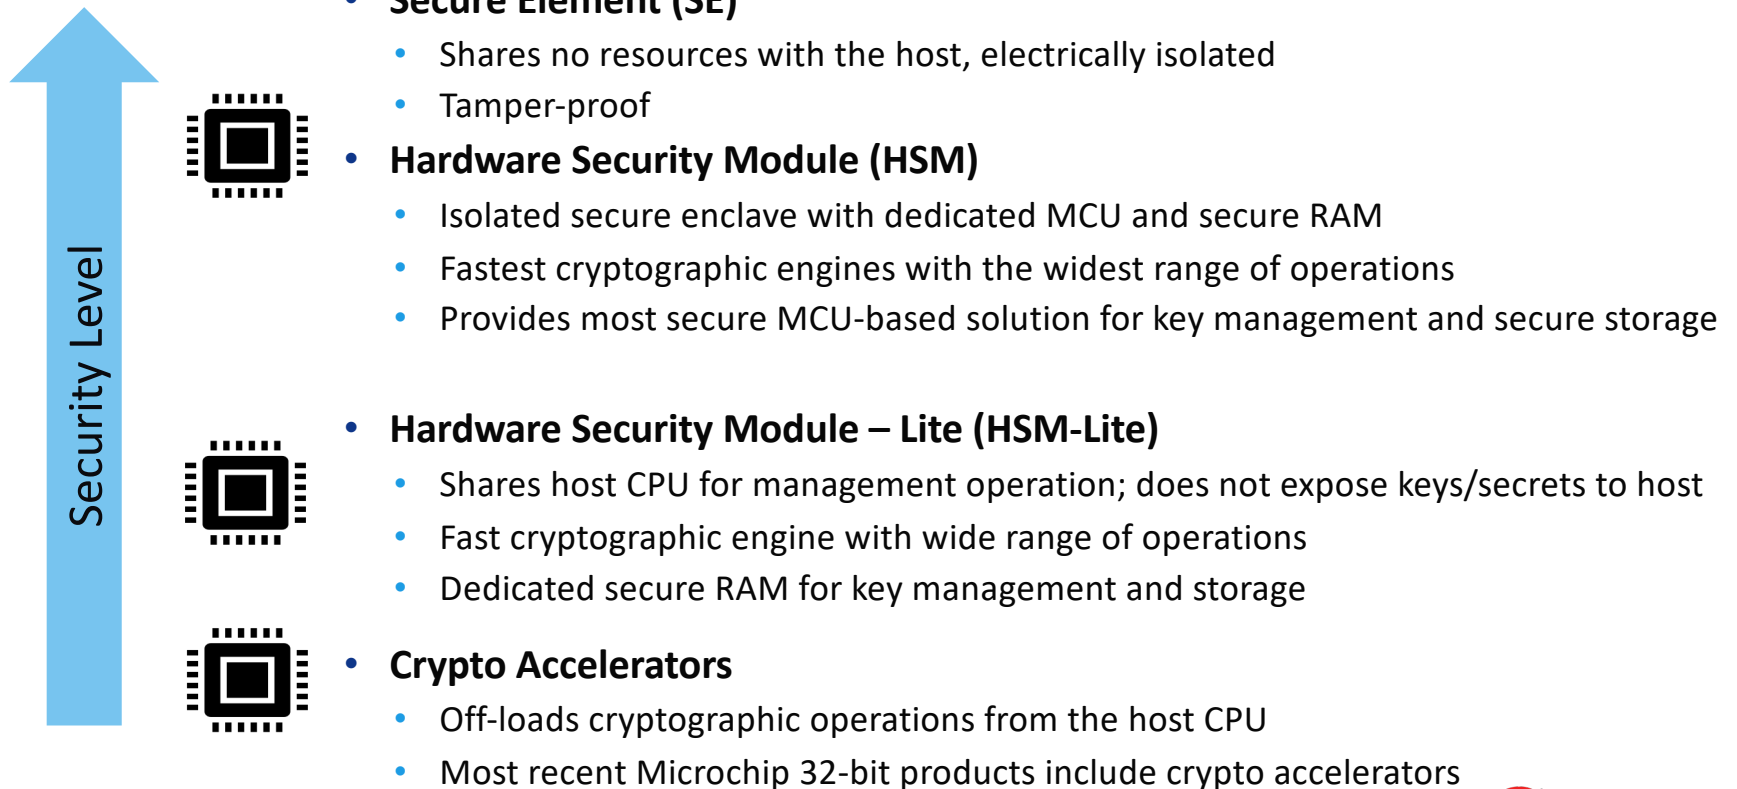 Secure Element (SE)
Shares no resources with the host, electrically isolated
Tamper-proof
Hardware Security Module (HSM)
Isolated secure enclave with dedicated MCU and secure RAM
Fastest cryptographic engines with the widest range of operations
Provides most secure MCU-based solution for key management and secure storage
Hardware Security Module – Lite (HSM-Lite)
Shares host CPU for management operation; does not expose keys/secrets to host
Fast cryptographic engine with wide range of operations
Dedicated secure RAM for key management and storage
Crypto Accelerators
Off-loads cryptographic operations from the host CPU
Most recent Microchip 32-bit products include crypto accelerators
Security Level